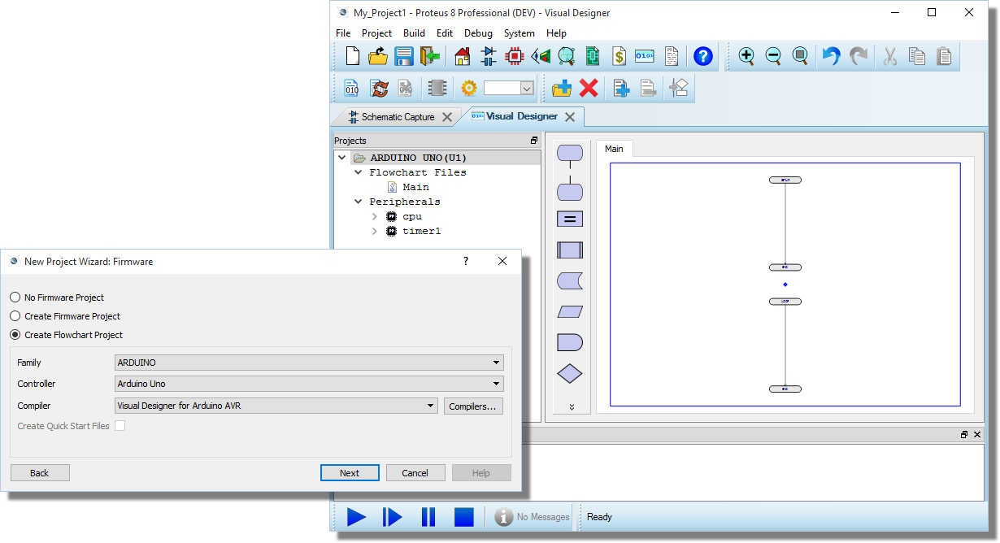 My_Project1 - Proteus 8 Professional (DEV) - Visual Designer
File Project Build Edit Debug System Help
Schematic Capture
Visual Designer
Projects
ARDUINO UNO(U1)
Flowchart Files
Main
Peripherals
cpu
timer1
Main
SETUP
END
LOOP
END
New Project Wizard: Firmware
?
No Firmware Project
Create Firmware Project
Create Flowchart Project
Family ARDUINO
Controller Arduino Uno
Compiler Visual Designer for Arduino AVR Compilers...
Create Quick Start Files
Back Next Cancel Help
No Messages Ready